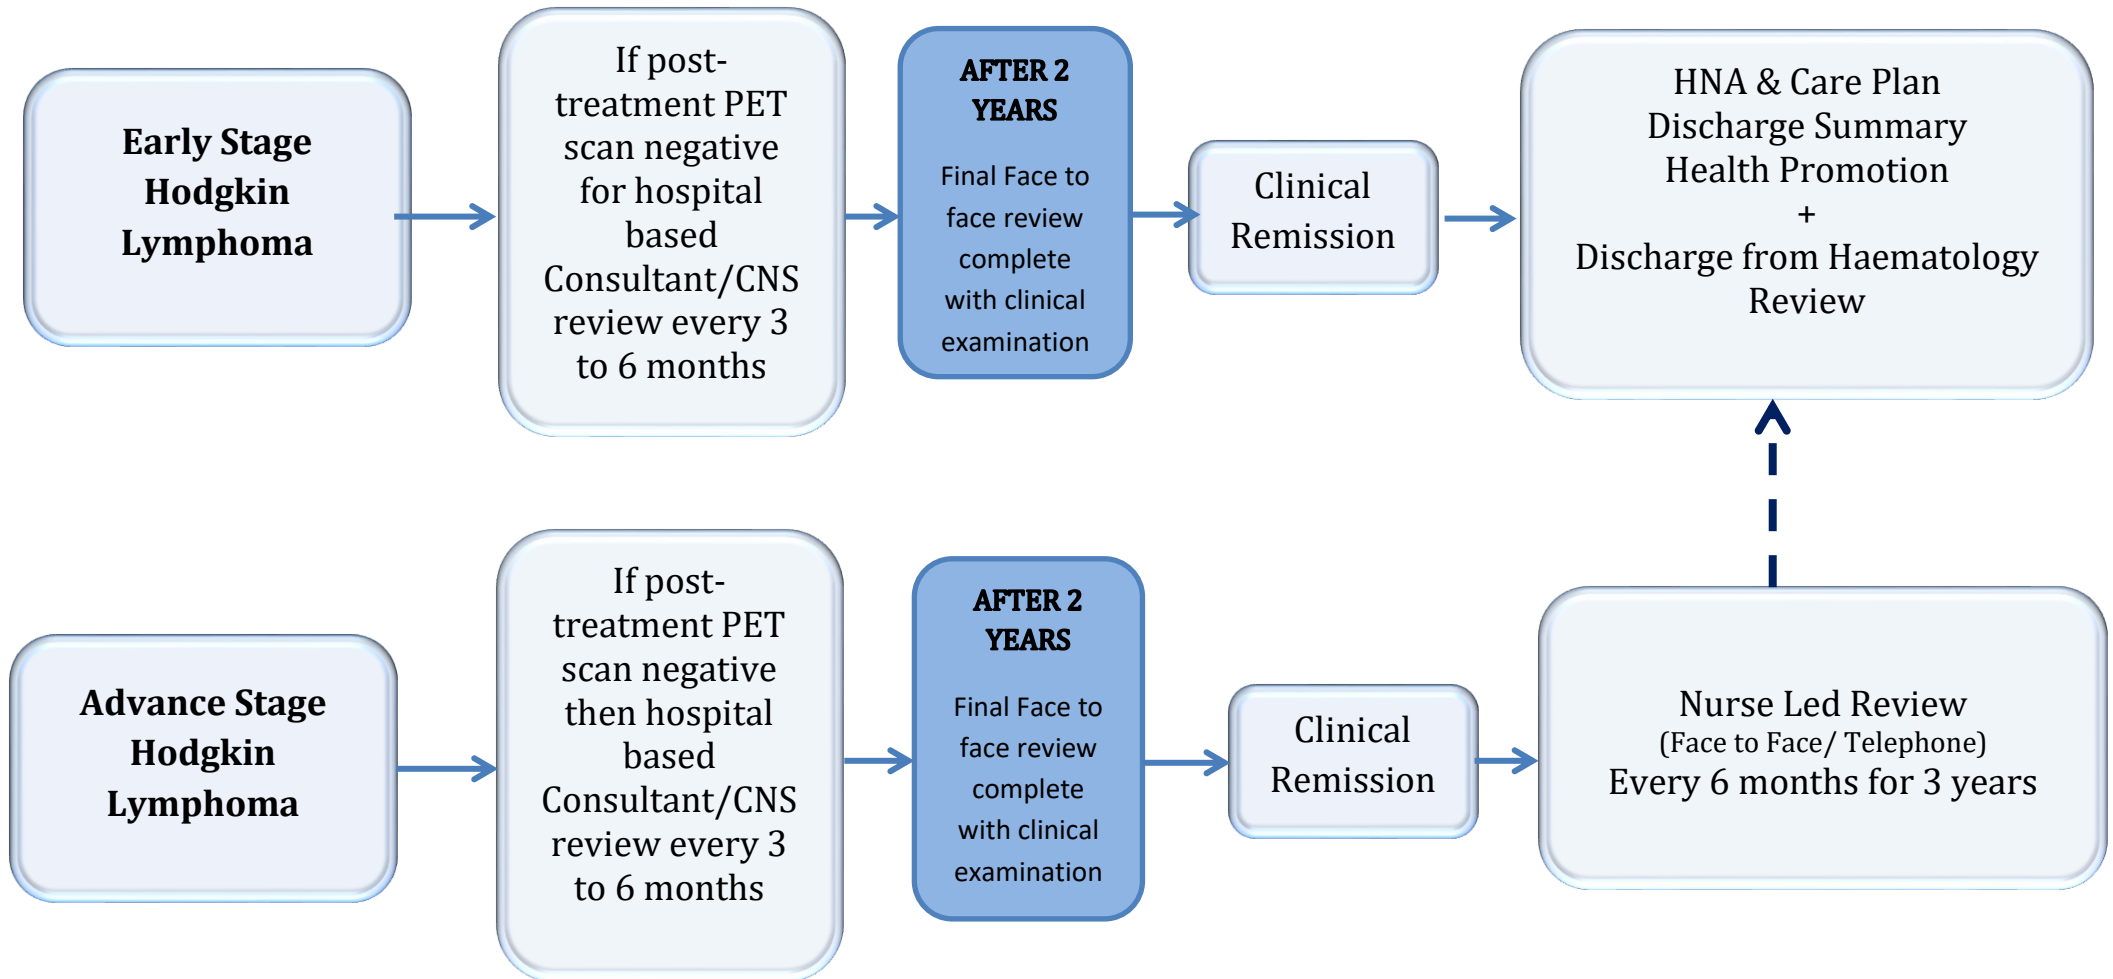 Early Stage
Hodgkin
Lymphoma
If post-
treatment PET
scan negative
for hospital
based
Consultant/CNS
review every 3
to 6 months
AFTER 2
YEARS
Final Face to
face review
complete
with clinical
examination
Clinical
Remission
HNA & Care Plan
Discharge Summary
Health Promotion
+
Discharge from Haematology
Review
Advance Stage
Hodgkin
Lymphoma
If post-
treatment PET
scan negative
then hospital
based
Consultant/CNS
review every 3
to 6 months
AFTER 2
YEARS
Final Face to
face review
complete
with clinical
examination
Clinical
Remission
Nurse Led Review
(Face to Face/ Telephone)
Every 6 months for 3 years